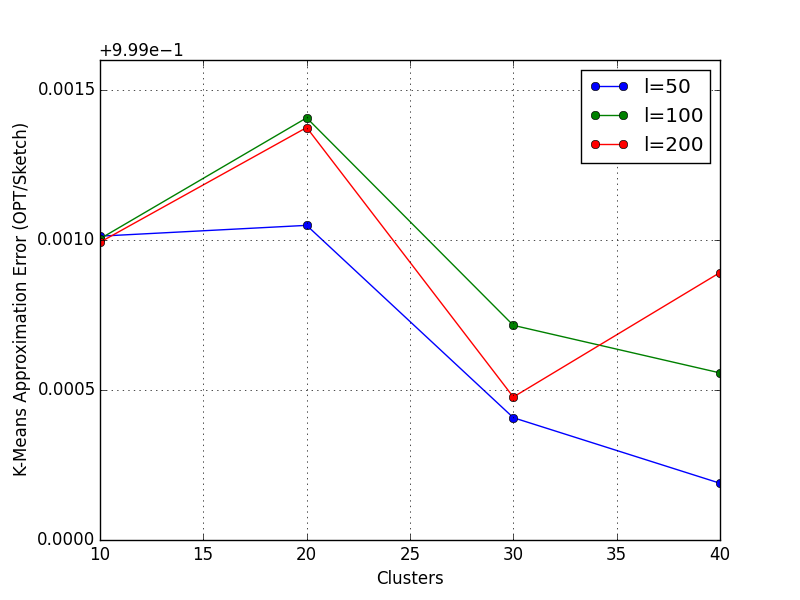 +9.99e−1
K-Means Approximation Error (OPT/Sketch)
0.0015
0.0010
0.0005
0.0000
l=50
l=100
l=200
10 15 20 25 30 35 40
Clusters